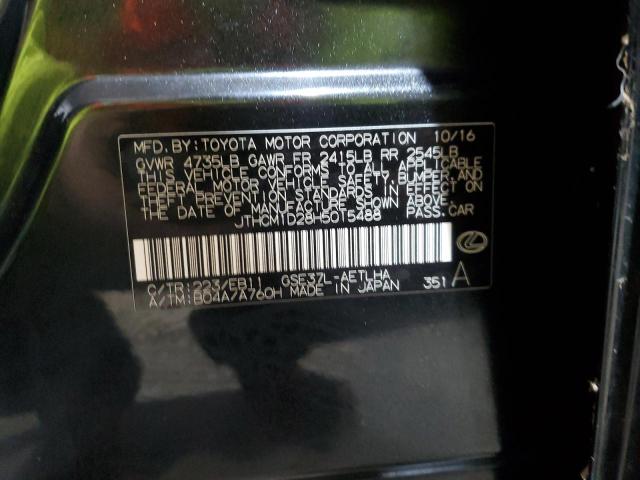 MFD. BY: TOYOTA MOTOR CORPORATION 10/16
GVWR 4735LB GAWR FR 2415LB RR 2545LB
THIS VEHICLE CONFORMS TO ALL APPLICABLE
FEDERAL MOTOR VEHICLE SAFETY, BUMPER, AND
THEFT PREVENTION STANDARDS IN EFFECT ON
THE DATE OF MANUFACTURE SHOWN ABOVE.
JTHCM1D28H5015488 PASS. CAR
C/TR: 223/EB11 GSE37L-AETLHA
A/TM: B04A/A760H MADE IN JAPAN 351 A